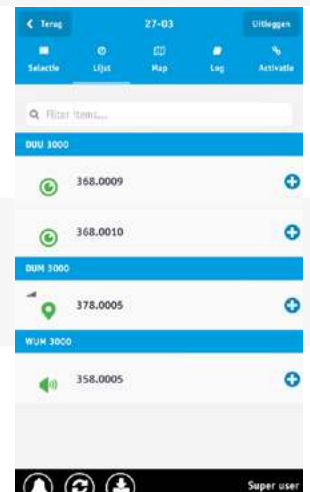 Terug 27-03 Uitleggen
Selectie Lijst Map Log Activatie
Filter items...
DUU 3000
368.0009
368.0010
DUM 3000
378.0005
WUM 3000
358.0005
Super user